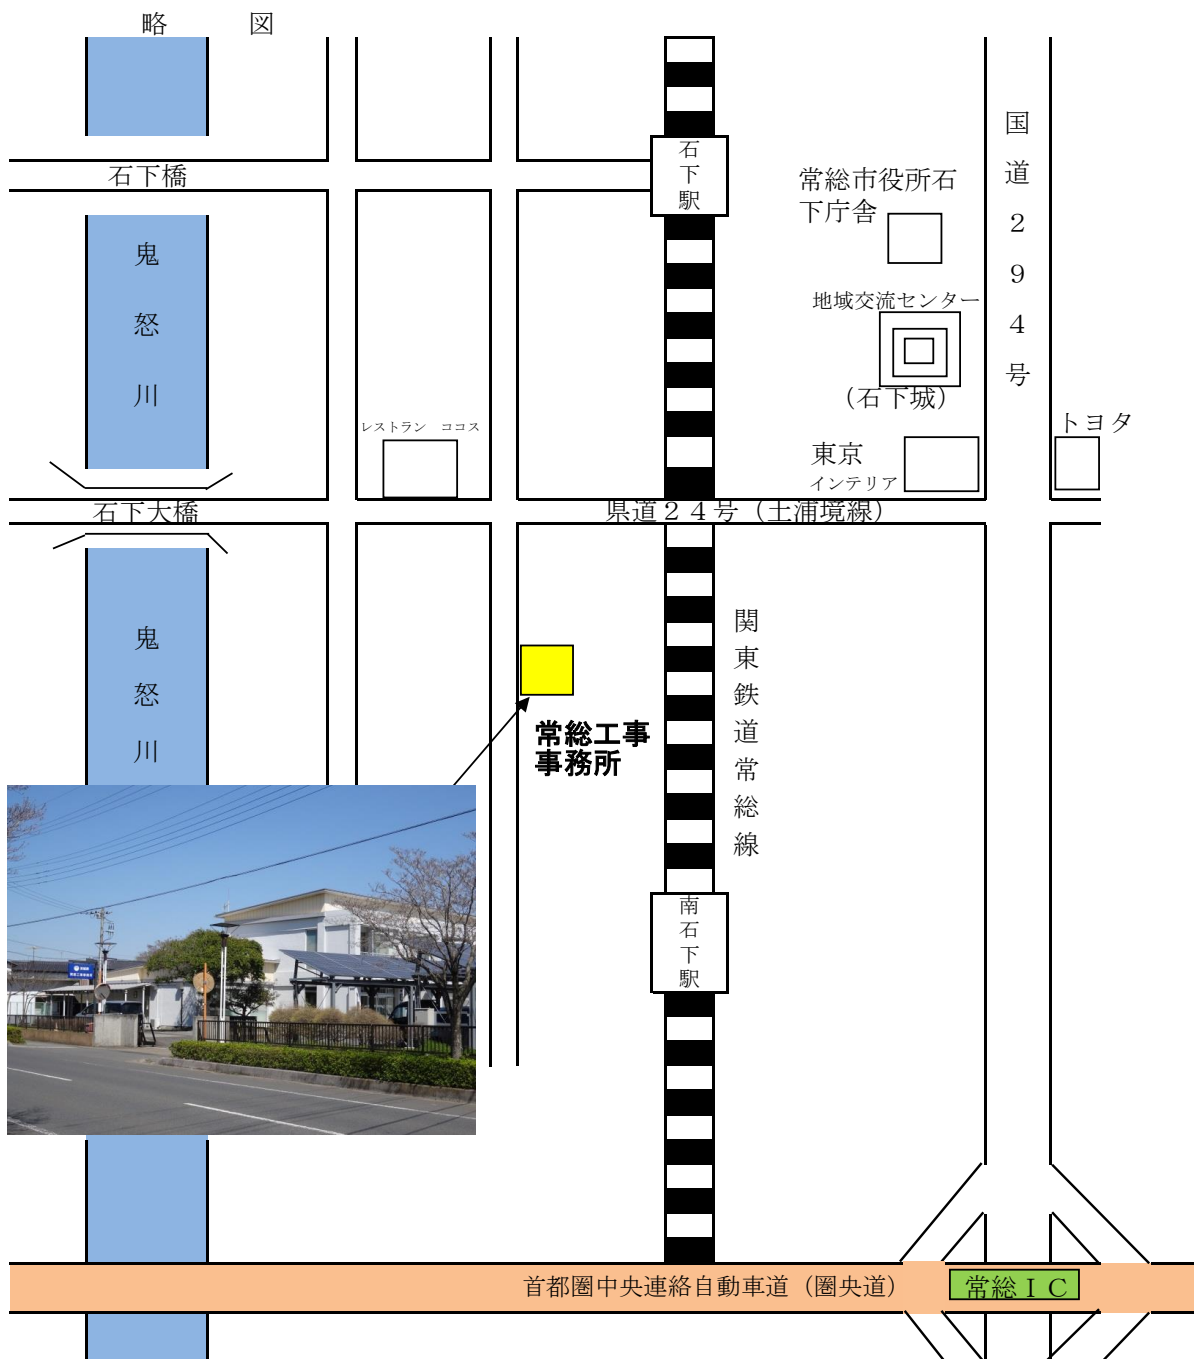 略　図
石下橋
石下駅
常総市役所石
下庁舎
国道２９４号
鬼怒川
地域交流センター
（石下城）
レストラン　ココス
東京
インテリア
トヨタ
石下大橋
県道２４号（土浦境線）
鬼怒川
関東鉄道常総線
常総工事
事務所
南石下駅
首都圏中央連絡自動車道（圏央道）
常総ＩＣ